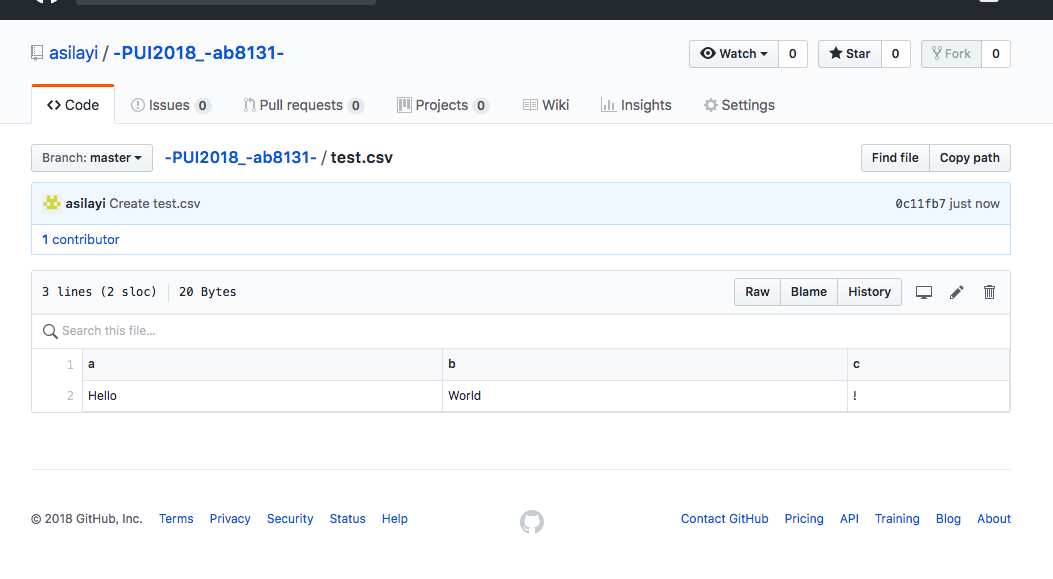 asilayi / -PUI2018_-ab8131-
Watch 0 Star 0 Fork 0
Code Issues 0 Pull requests 0 Projects 0 Wiki Insights Settings
Branch: master -PUI2018_-ab8131- / test.csv Find file Copy path
asilayi Create test.csv 0c11fb7 just now
1 contributor
3 lines (2 sloc) 20 Bytes Raw Blame History
Search this file...
1 a b c
2 Hello World !
© 2018 GitHub, Inc. Terms Privacy Security Status Help Contact GitHub Pricing API Training Blog About